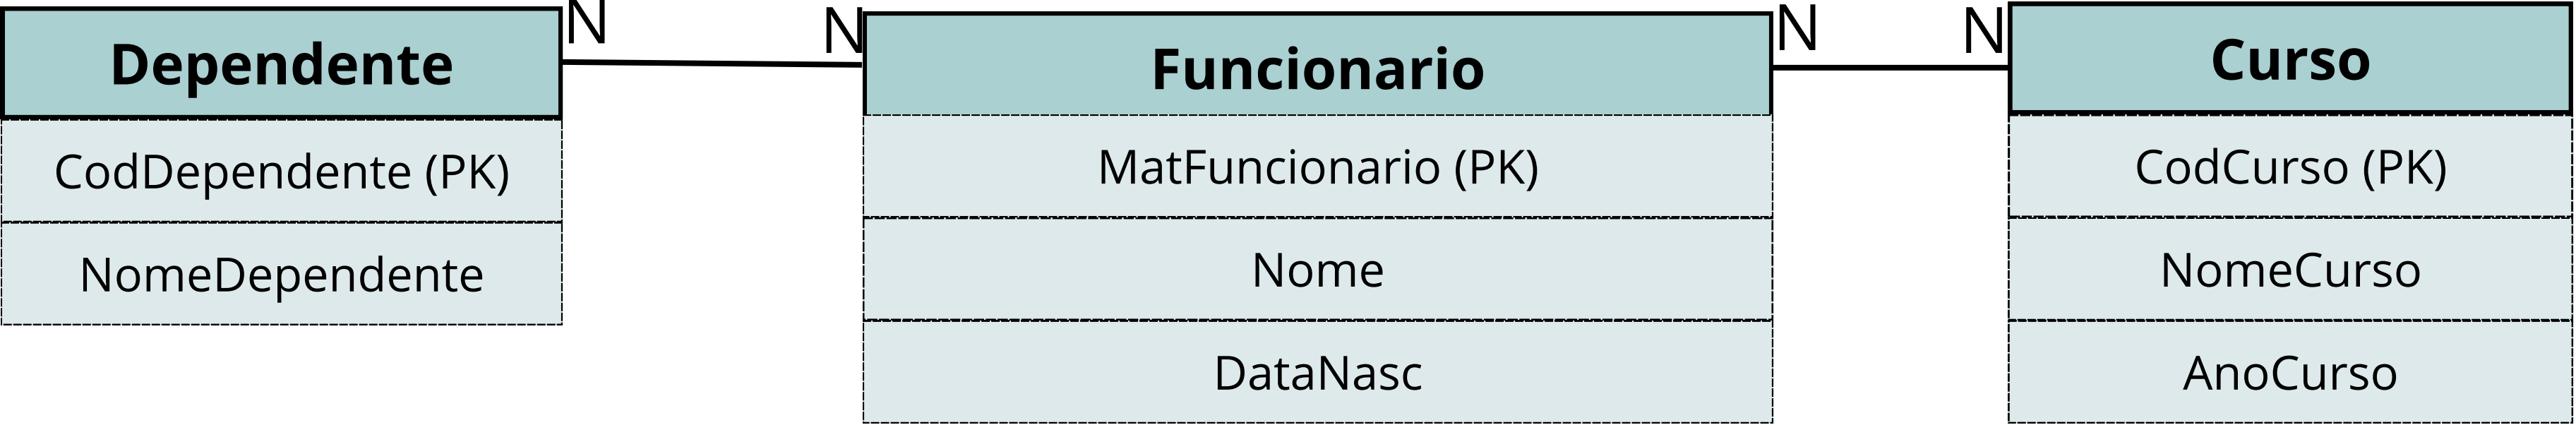 Dependente
CodDependente (PK)
NomeDependente
N
N
Funcionario
MatFuncionario (PK)
Nome
DataNasc
N
N
Curso
CodCurso (PK)
NomeCurso
AnoCurso